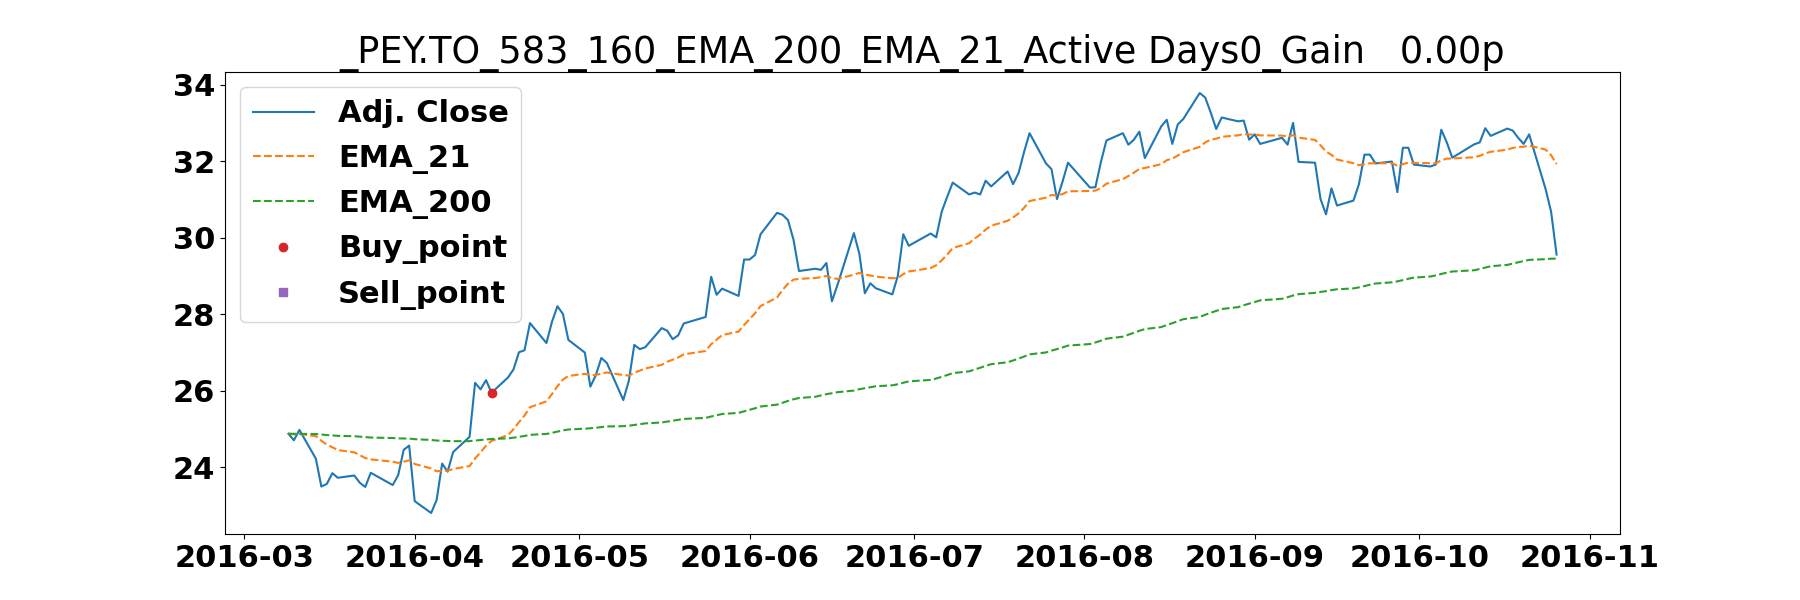 _PEY.TO_583_160_EMA_200_EMA_21_Active Days0_Gain   0.00p
34
32
30
28
26
24
Adj. Close
EMA_21
EMA_200
Buy_point
Sell_point
2016-03 2016-04 2016-05 2016-06 2016-07 2016-08 2016-09 2016-10 2016-11